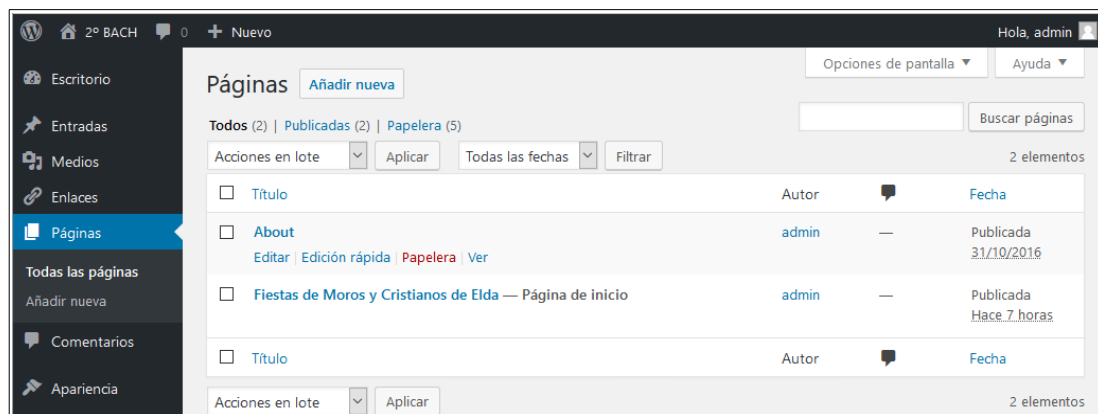 2º BACH 0 Nuevo Hola, admin
Escritorio
Entradas
Medios
Enlaces
Páginas
Todas las páginas
Añadir nueva
Comentarios
Apariencia
Opciones de pantalla Ayuda
Páginas Añadir nueva
Todos (2) | Publicadas (2) | Papelera (5) Buscar páginas
Acciones en lote Aplicar Todas las fechas Filtrar 2 elementos
Título Autor Fecha
About admin — Publicada
Editar | Edición rápida | Papelera | Ver 31/10/2016
Fiestas de Moros y Cristianos de Elda — Página de inicio admin — Publicada
Hace 7 horas
Título Autor Fecha
Acciones en lote Aplicar 2 elementos